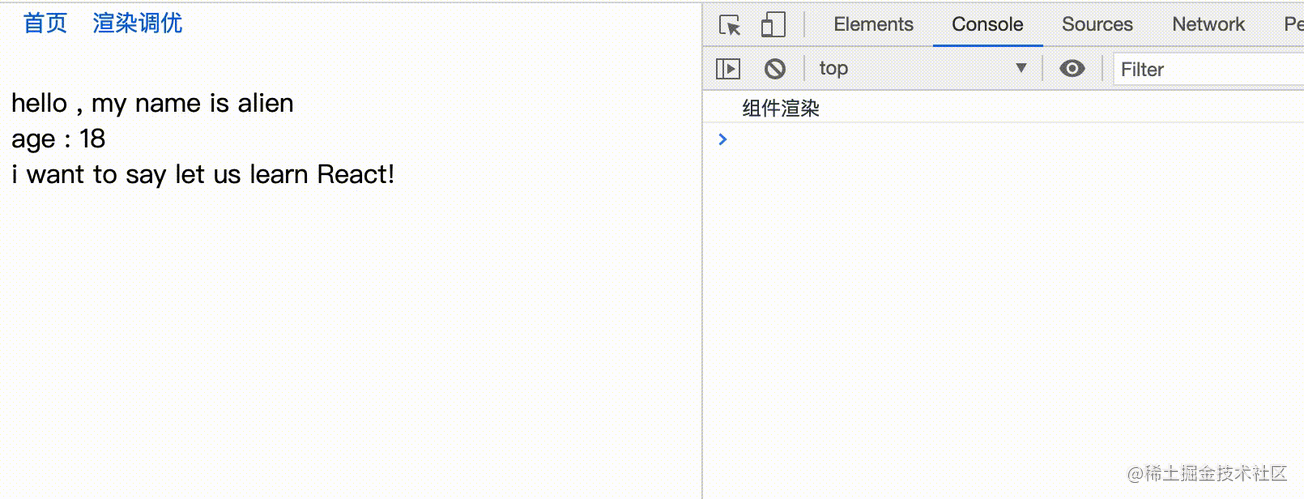 首页 渲染调优
hello , my name is alien
age : 18
i want to say let us learn React!
Elements Console Sources Network Pe
top Filter
组件渲染
@稀土掘金技术社区